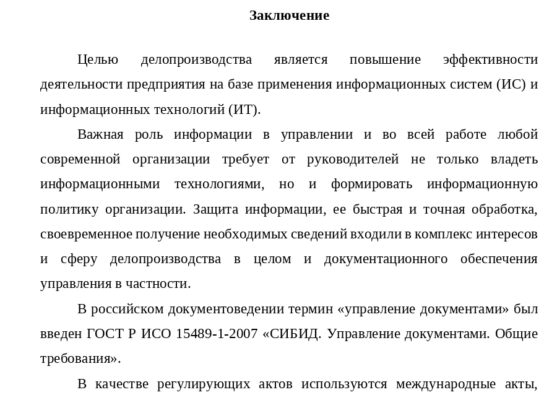 Заключение
Целью делопроизводства является повышение эффективности
деятельности предприятия на базе применения информационных систем (ИС) и
информационных технологий (ИТ).
Важная роль информации в управлении и во всей работе любой
современной организации требует от руководителей не только владеть
информационными технологиями, но и формировать информационную
политику организации. Защита информации, ее быстрая и точная обработка,
своевременное получение необходимых сведений входили в комплекс интересов
и сферу делопроизводства в целом и документационного обеспечения
управления в частности.
В российском документоведении термин «управление документами» был
введен ГОСТ Р ИСО 15489-1-2007 «СИБИД. Управление документами. Общие
требования».
В качестве регулирующих актов используются международные акты,